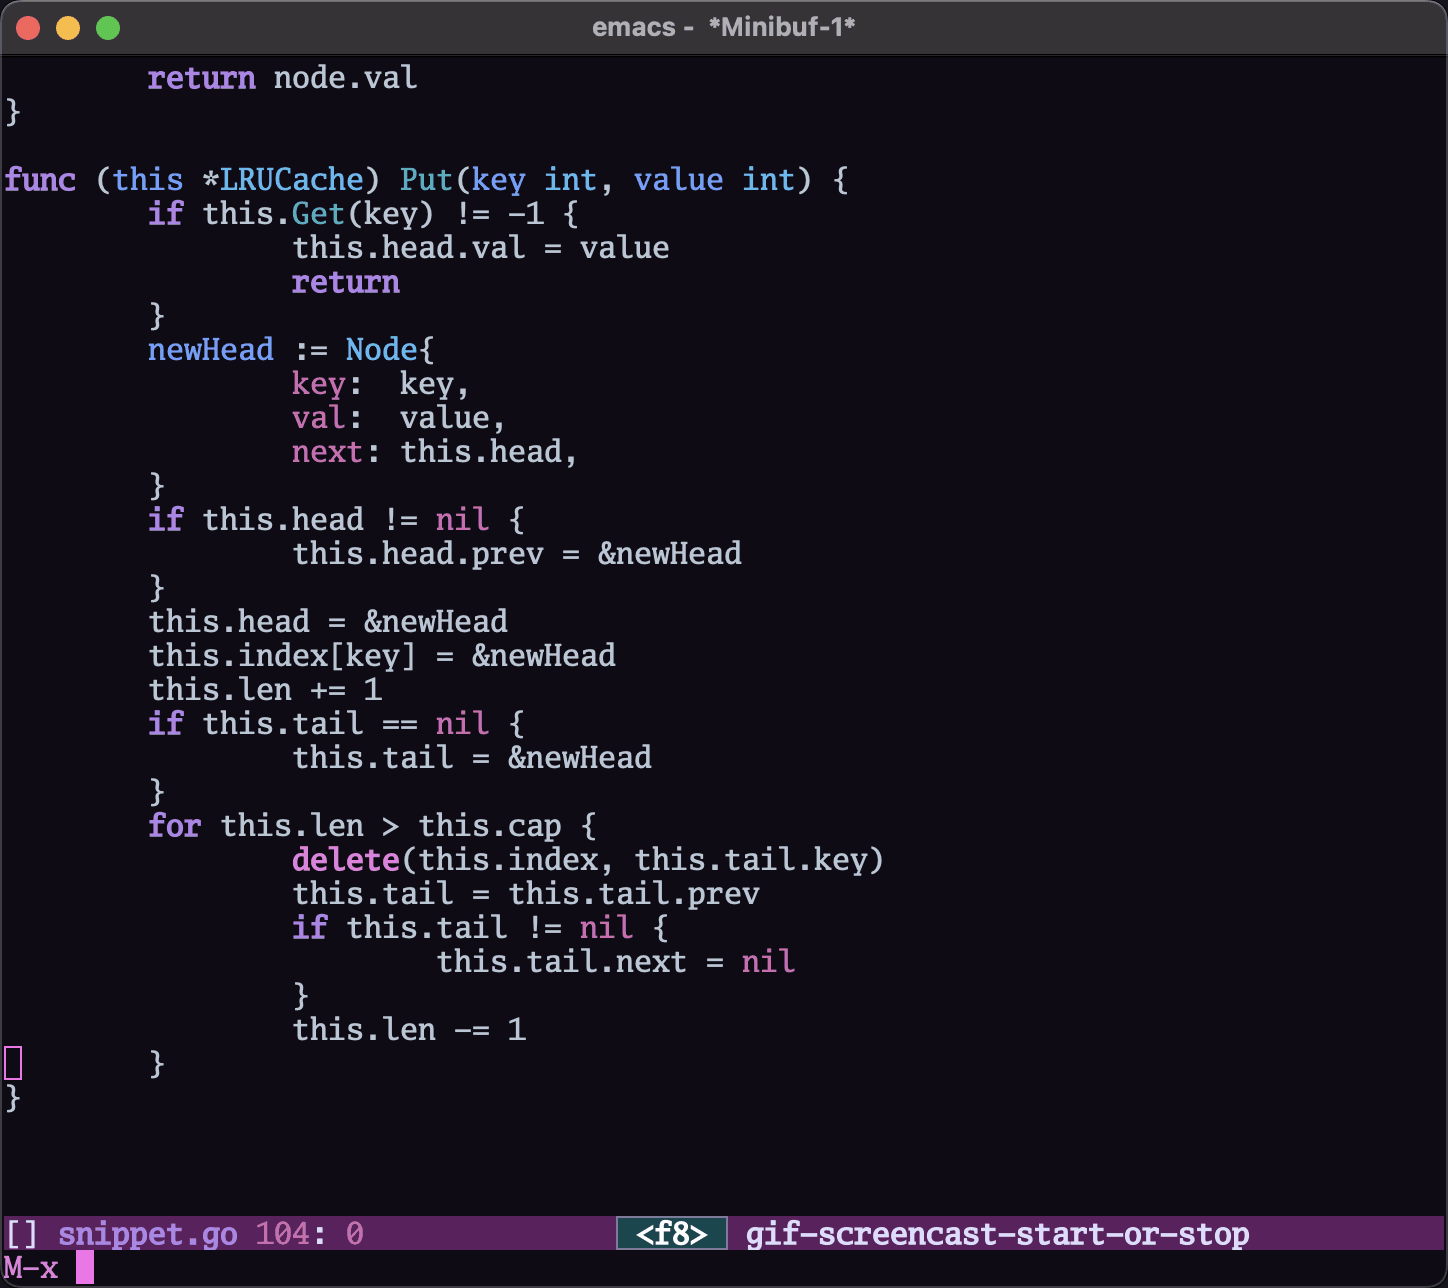 emacs - *Minibuf-1*
return node.val
}
func (this *LRUCache) Put(key int, value int) {
if this.Get(key) != -1 {
this.head.val = value
return
}
newHead := Node{
key:  key,
val:  value,
next: this.head,
}
if this.head != nil {
this.head.prev = &newHead
}
this.head = &newHead
this.index[key] = &newHead
this.len += 1
if this.tail == nil {
this.tail = &newHead
}
for this.len > this.cap {
delete(this.index, this.tail.key)
this.tail = this.tail.prev
if this.tail != nil {
this.tail.next = nil
}
this.len -= 1
}
}
[] snippet.go 104: 0 <f8> gif-screencast-start-or-stop
M-x